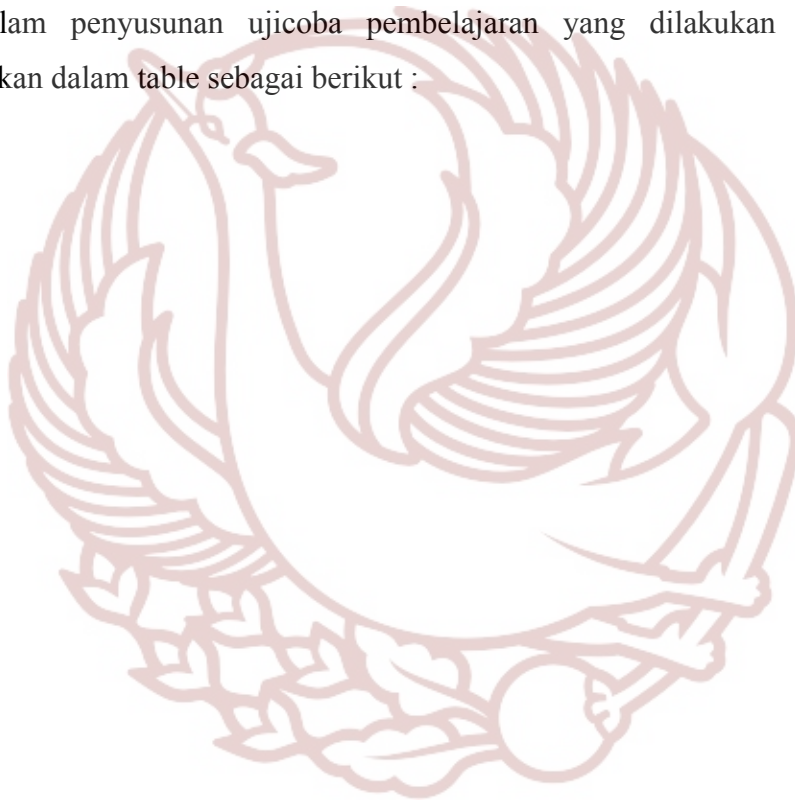 lam penyusunan ujicoba pembelajaran yang dilakukan
kan dalam table sebagai berikut :